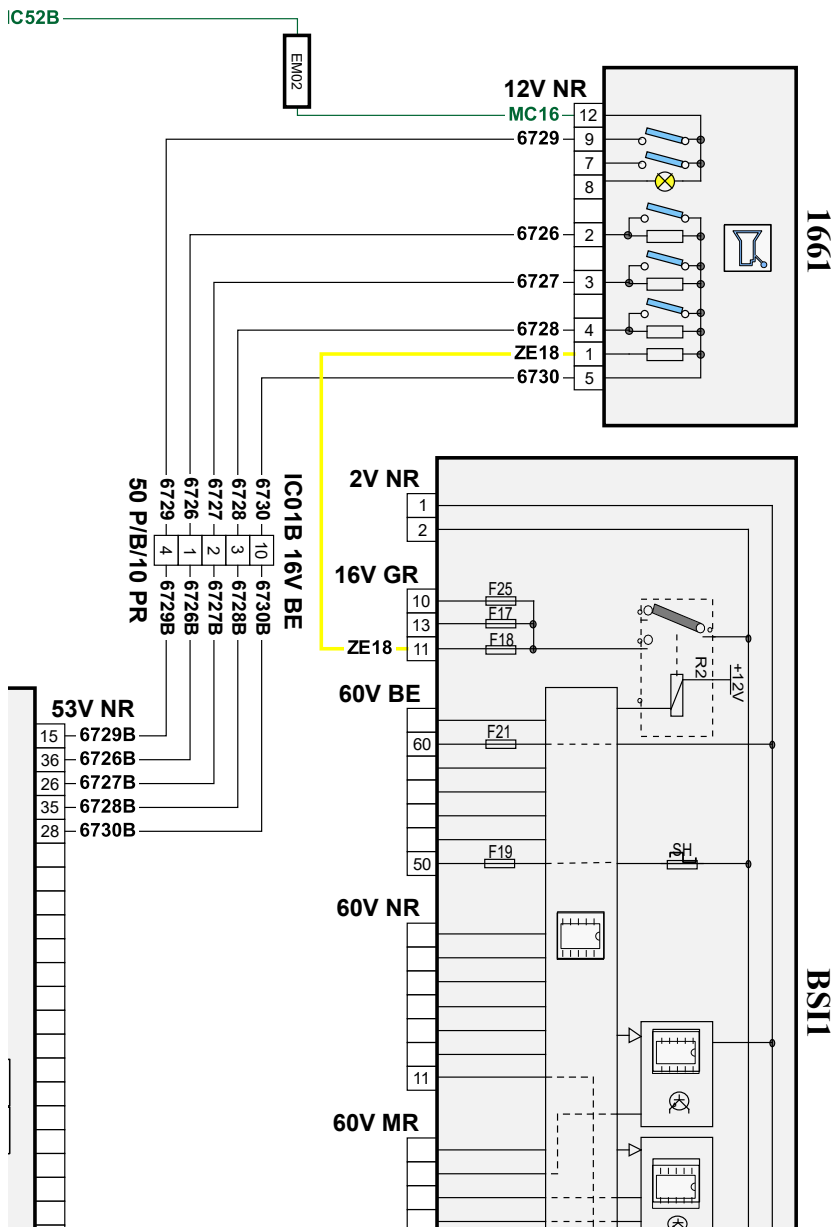 IC52B
EM02
12V NR
MC16 12
6729 9
7
8
6726 2
6727 3
6728 4
ZE18 1
6730 5
1661
2V NR
1
2
16V GR
10 F25
13 F17
ZE18 11 F18
R2
+12V
60V BE
60 F21
50 F19 SH
60V NR
11
60V MR
BSI1
IC01B 16V BE
6730 10 6730B
6728 3 6728B
6727 2 6727B
6726 1 6726B
6729 4 6729B
50 P/B/10 PR
53V NR
15 6729B
36 6726B
26 6727B
35 6728B
28 6730B